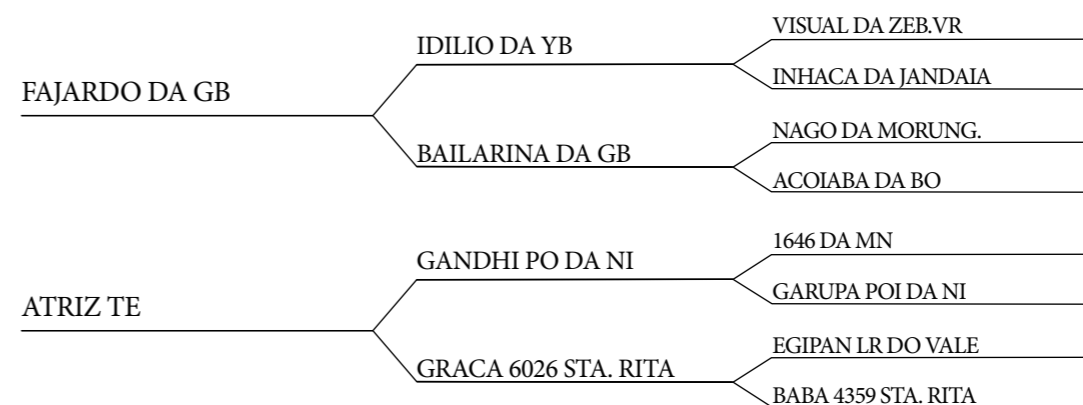 VISUAL DA ZEB.VR
IDILIO DA YB
INHACA DA JANDAIA
FAJARDO DA GB
NAGO DA MORUNG.
BAILARINA DA GB
ACOIABA DA BO
1646 DA MN
GANDHI PO DA NI
GARUPA POI DA NI
ATRIZ TE
EGIPAN LR DO VALE
GRACA 6026 STA. RITA
BABA 4359 STA. RITA